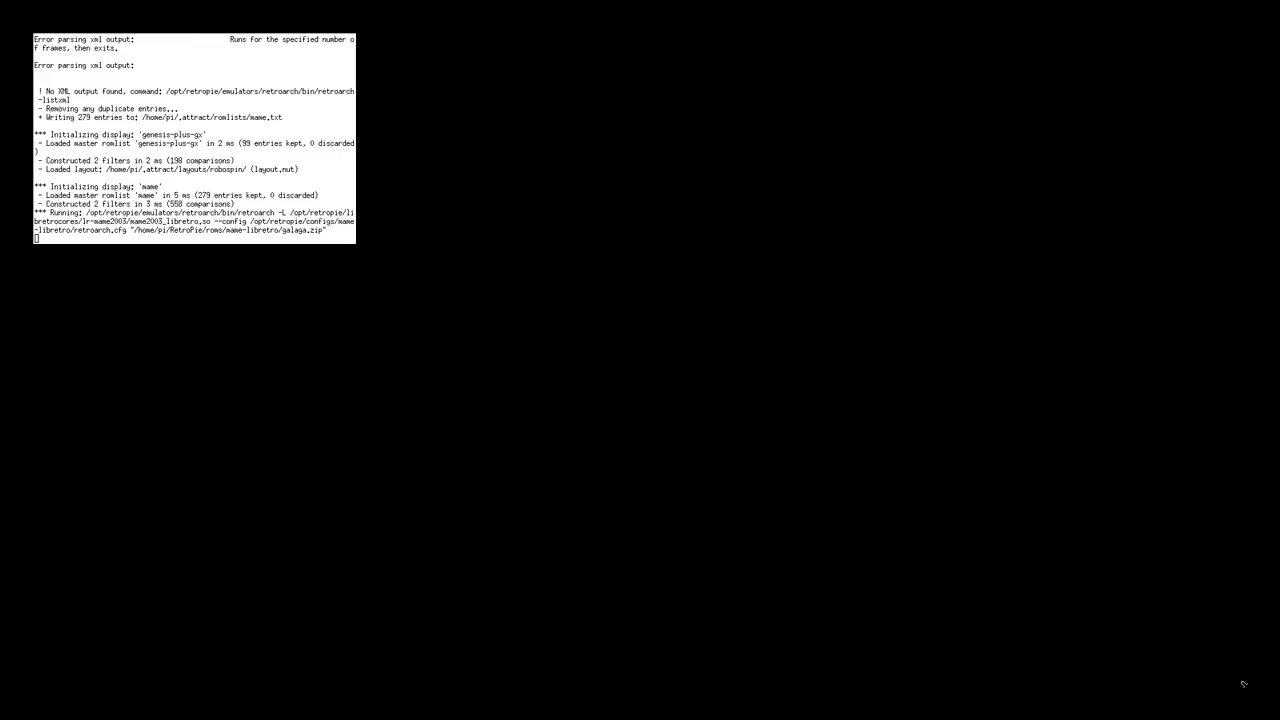 Error parsing xml output:                        Runs for the specified number o
f frames, then exits.
Error parsing xml output:
! No XML output found, command: /opt/retropie/emulators/retroarch/bin/retroarch
-listxml
- Removing any duplicate entries...
+ Writing 279 entries to: /home/pi/.attract/romlists/mame.txt
*** Initializing display: 'genesis-plus-gx'
- Loaded master romlist 'genesis-plus-gx' in 2 ms (99 entries kept, 0 discarded
)
- Constructed 2 filters in 2 ms (198 comparisons)
- Loaded layout: /home/pi/.attract/layouts/robospin/ (layout.nut)
*** Initializing display: 'mame'
- Loaded master romlist 'mame' in 5 ms (279 entries kept, 0 discarded)
- Constructed 2 filters in 3 ms (558 comparisons)
*** Running: /opt/retropie/emulators/retroarch/bin/retroarch -L /opt/retropie/li
bretrocores/lr-mame2003/mame2003_libretro.so --config /opt/retropie/configs/mame
-libretro/retroarch.cfg "/home/pi/RetroPie/roms/mame-libretro/galaga.zip"